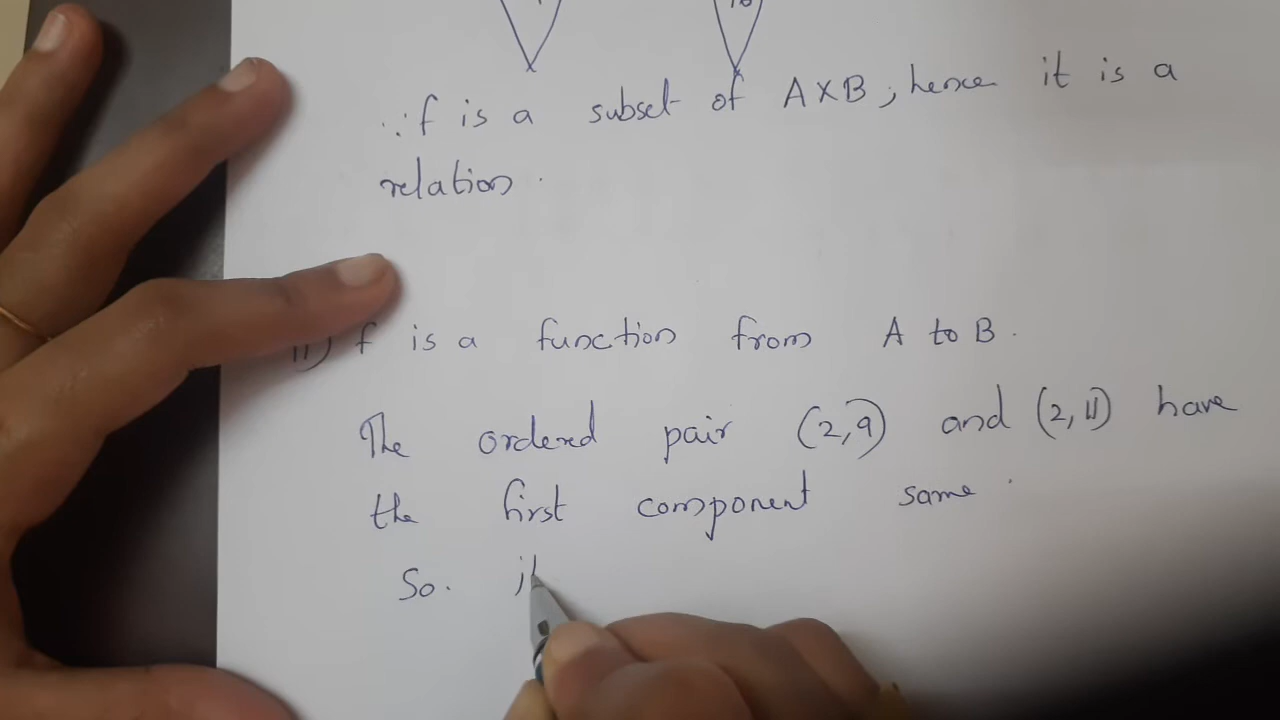 ∴ f is a subset of A×B ; hence it is a
relation.
ii) f is a function from A to B.
The ordered pair (2,9) and (2,11) have
the first component same.
So. it